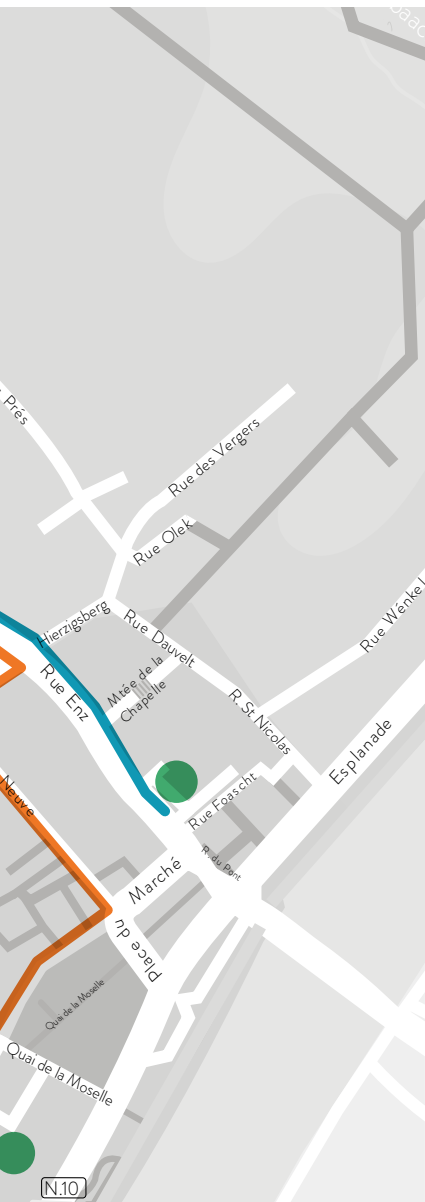 Prés
Rue des Vergers
Rue Olek
Hierzigsberg
Rue Dauvelt
Rue Wenkel
Mtée de la
Chapelle
Rue Enz
R. St Nicolas
Esplanade
Neuve
Rue Foascht
R. du Pont
Place du Marché
Quai de la Moselle
Quai de la Moselle
N.10